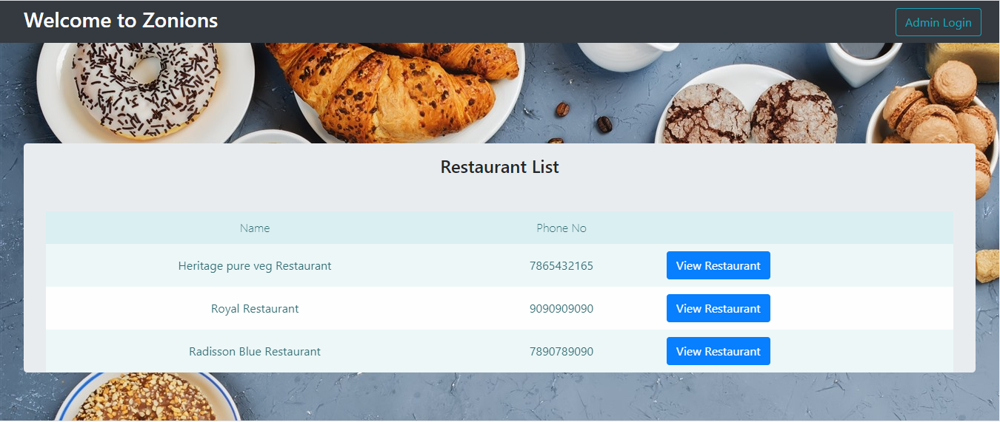 Welcome to Zonions
Admin Login
Restaurant List
Name Phone No
Heritage pure veg Restaurant 7865432165 View Restaurant
Royal Restaurant 9090909090 View Restaurant
Radisson Blue Restaurant 7890789090 View Restaurant